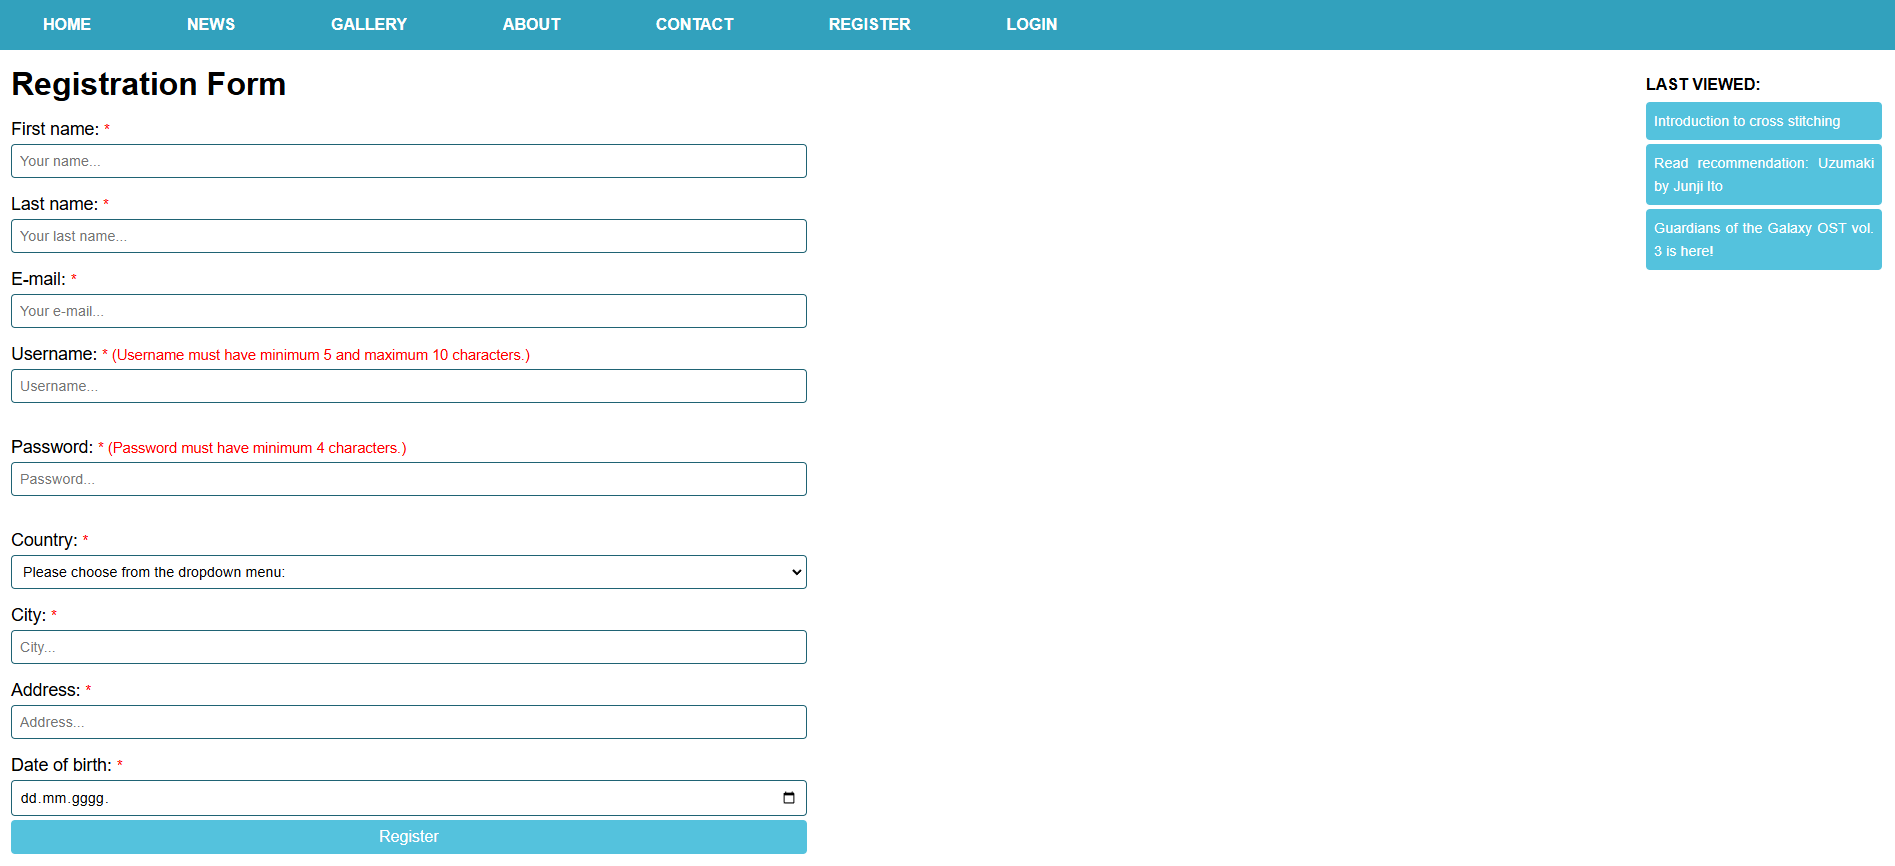 HOME NEWS GALLERY ABOUT CONTACT REGISTER LOGIN
Registration Form
First name: *
Your name...
Last name: *
Your last name...
E-mail: *
Your e-mail...
Username: * (Username must have minimum 5 and maximum 10 characters.)
Username...
Password: * (Password must have minimum 4 characters.)
Password...
Country: *
Please choose from the dropdown menu:
City: *
City...
Address: *
Address...
Date of birth: *
dd.mm.gggg.
Register
LAST VIEWED:
Introduction to cross stitching
Read recommendation: Uzumaki
by Junji Ito
Guardians of the Galaxy OST vol.
3 is here!